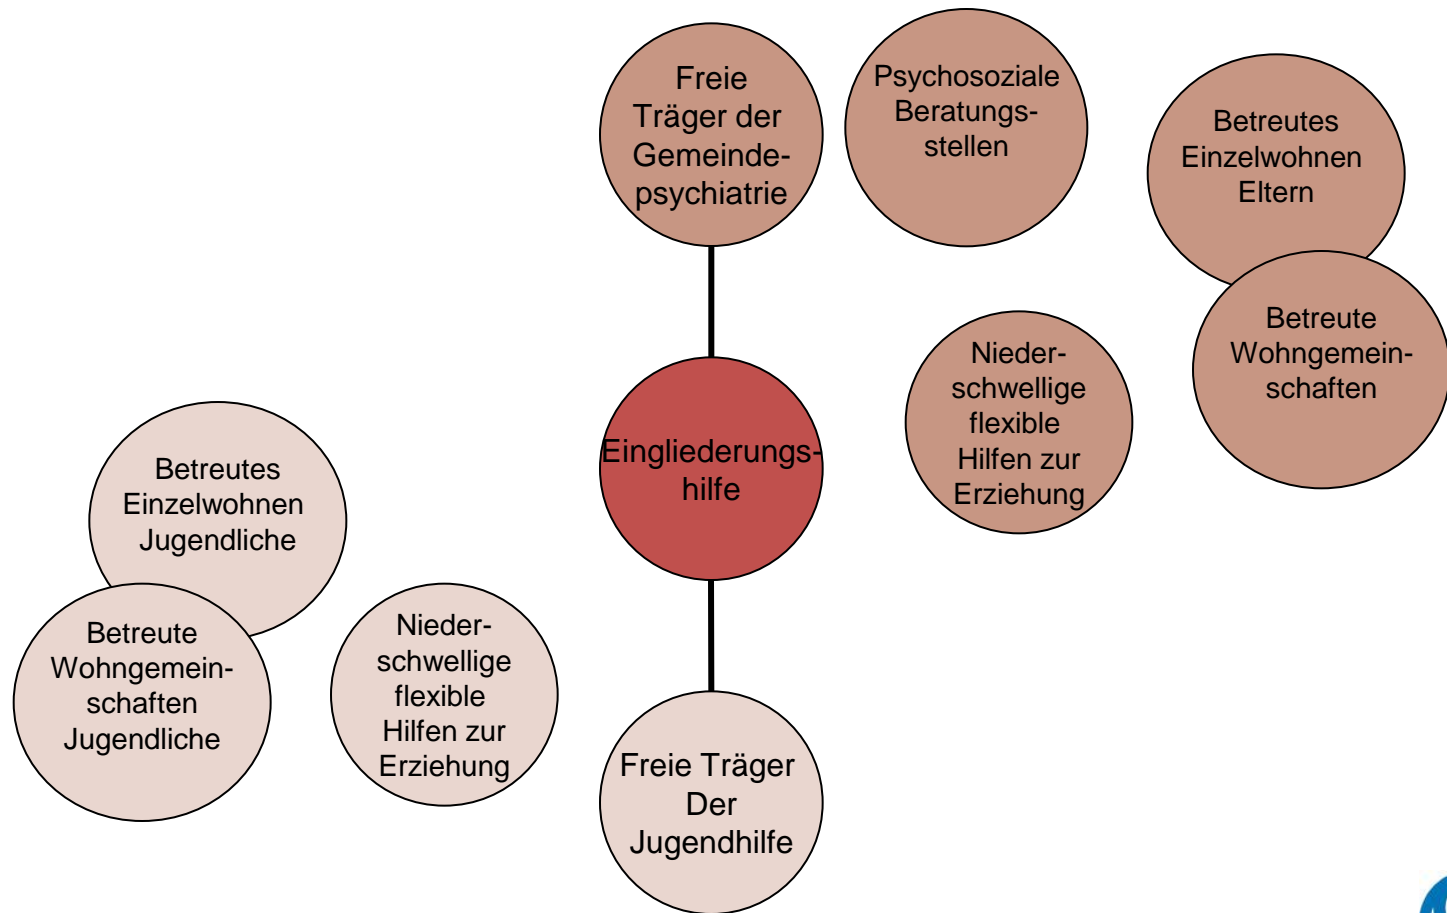 Freie
Träger der
Gemeinde-
psychiatrie
Psychosoziale
Beratungs-
stellen
Betreutes
Einzelwohnen
Eltern
Betreute
Wohngemein-
schaften
Nieder-
schwellige
flexible
Hilfen zur
Erziehung
Eingliederungs-
hilfe
Betreutes
Einzelwohnen
Jugendliche
Betreute
Wohngemein-
schaften
Jugendliche
Nieder-
schwellige
flexible
Hilfen zur
Erziehung
Freie Träger
Der
Jugendhilfe